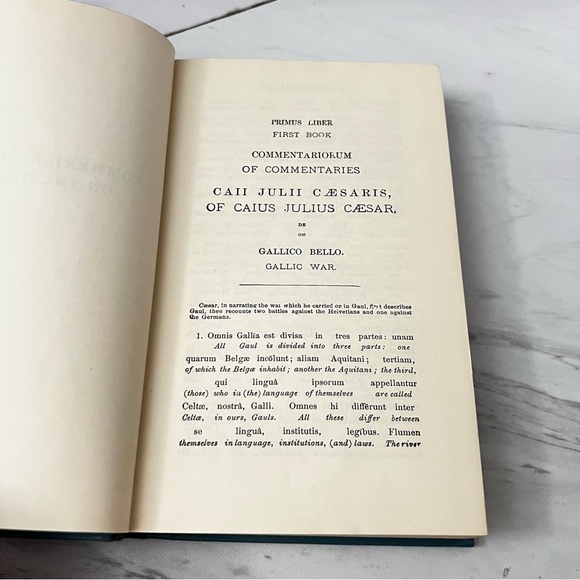 PRIMUS LIBER
FIRST BOOK
COMMENTARIORUM
OF COMMENTARIES
CAII JULII CÆSARIS,
OF CAIUS JULIUS CÆSAR,
DE
ON
GALLICO BELLO.
GALLIC WAR.
Cæsar, in narrating the war which he carried on in Gaul, first describes
Gaul, then recounts two battles against the Helvetians and one against
the Germans.
1. Omnis Gallĭa est divisa in tres partes: unam
All Gaul is divided into three parts: one
quarum Belgæ incŏlunt; aliam Aquitani; tertiam,
of which the Belgæ inhabit; another the Aquitani; the third,
qui linguâ ipsorum appellantur
(those) who in (the) language of themselves are called
Celtæ, nostrâ, Galli. Omnes hi diffĕrunt inter
Celtæ, in ours, Gauls. All these differ between
se linguâ, institutis, legĭbus. Flumen
themselves in language, institutions, (and) laws. The river